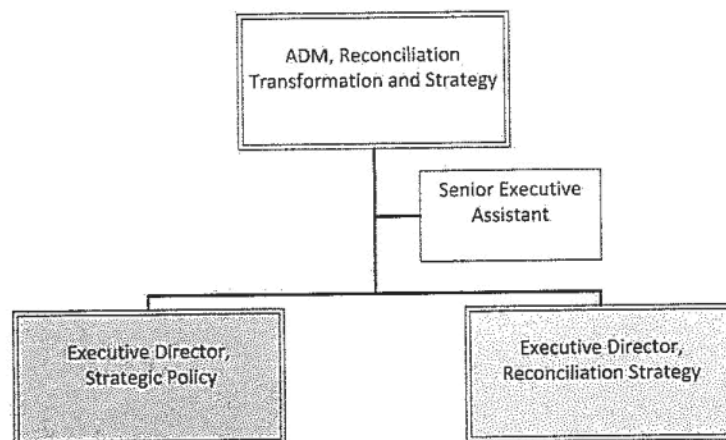 ADM, Reconciliation
Transformation and Strategy
Senior Executive
Assistant
Executive Director,
Strategic Policy
Executive Director,
Reconciliation Strategy